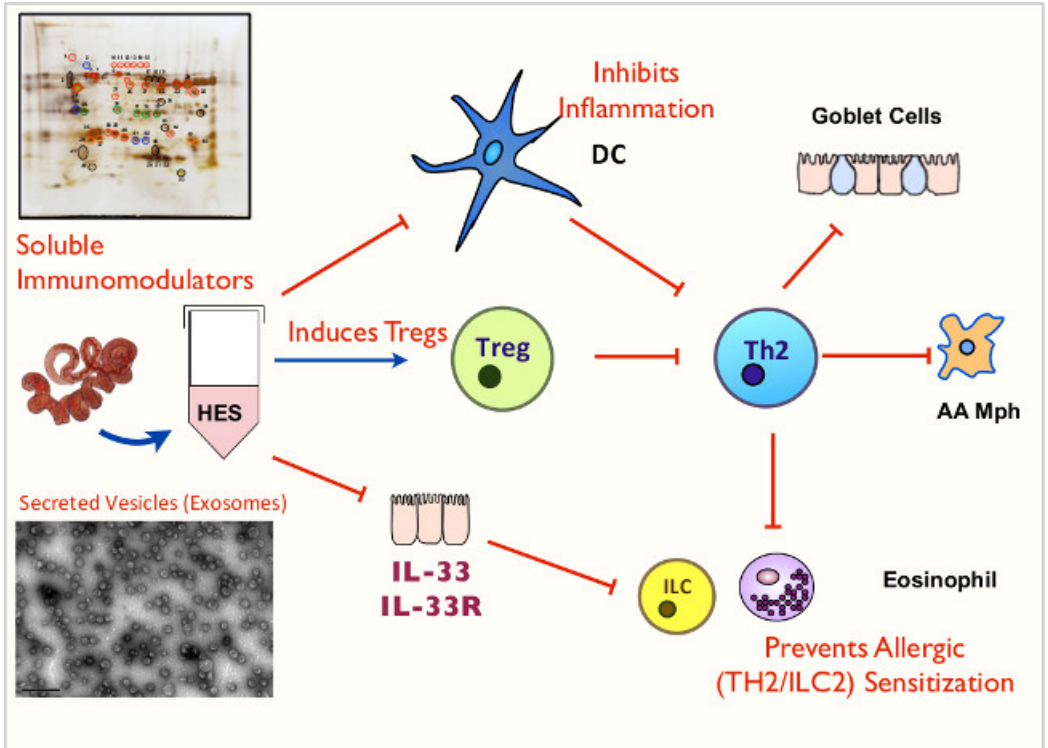 Inhibits
Inflammation
DC
Goblet Cells
Soluble
Immunomodulators
Induces Tregs
Treg
Th2
HES
AA Mph
Secreted Vesicles (Exosomes)
IL-33
IL-33R
ILC
Eosinophil
Prevents Allergic
(TH2/ILC2) Sensitization